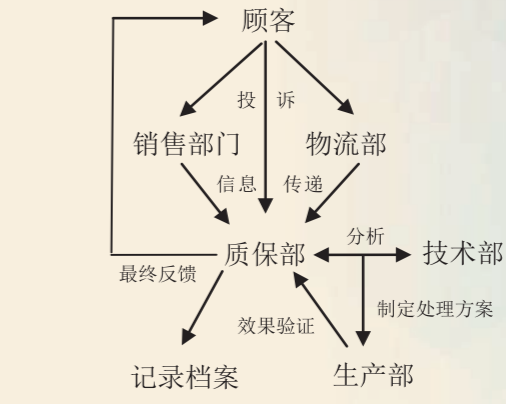 顾客
投 诉
销售部门
物流部
信息 传递
分析
质保部
技术部
最终反馈
制定处理方案
效果验证
记录档案
生产部